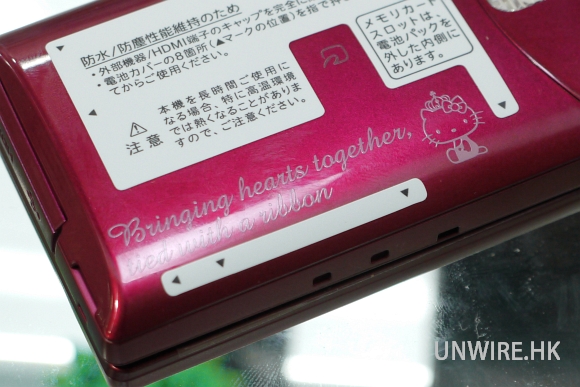 防水/防塵性能維持のため
・外部機器/HDMI端子のキャップを完全に
・電池カバーの8箇所(▲マークの位置)を指で押
てからご使用ください。
⚠
注意
本機を長時間ご使用に
なる場合、特に高温環境
では熱くなることがありま
すので、ご注意ください。
メモリカード
スロットは、
電池パックを
外した内側に
あります。
Bringing hearts together,
with a ribbon
UNWIRE.HK